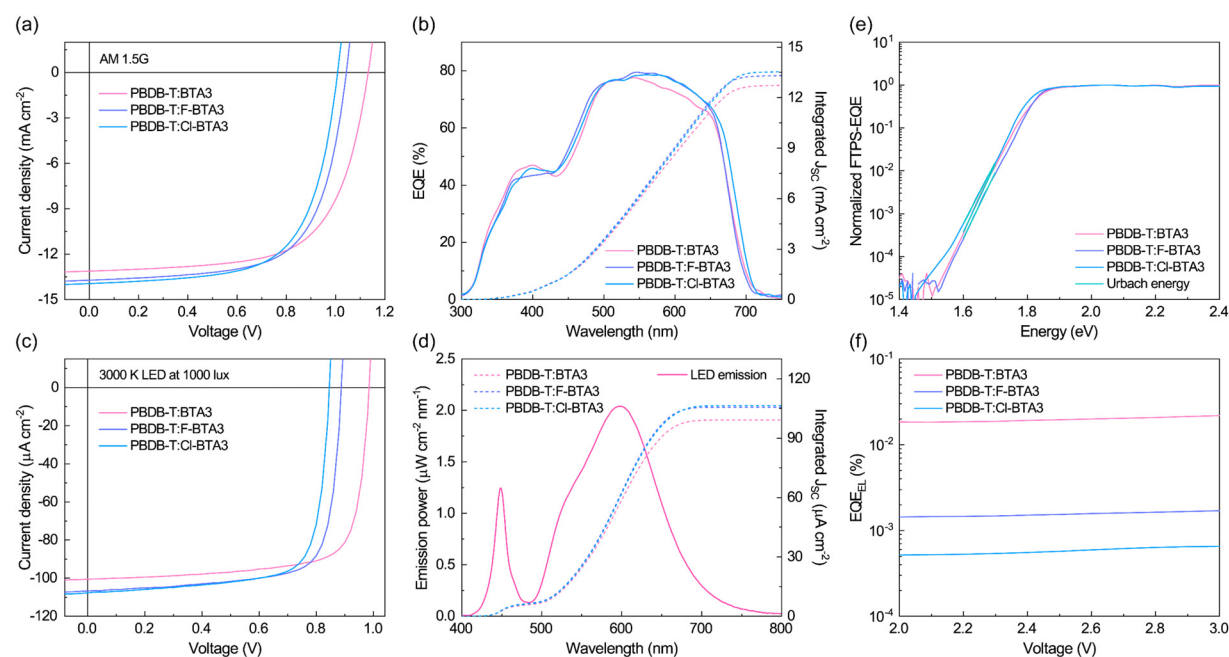 (a)
AM 1.5G
PBDB-T:BTA3
PBDB-T:F-BTA3
PBDB-T:Cl-BTA3
Current density (mA cm⁻²)
0
-3
-6
-9
-12
-15
0.0 0.2 0.4 0.6 0.8 1.0 1.2
Voltage (V)
(b)
EQE (%)
80
60
40
20
0
PBDB-T:BTA3
PBDB-T:F-BTA3
PBDB-T:Cl-BTA3
15
12
9
6
3
0
Integrated J_SC (mA cm⁻²)
300 400 500 600 700
Wavelength (nm)
(e)
Normalized FTPS-EQE
10¹
10⁰
10⁻¹
10⁻²
10⁻³
10⁻⁴
10⁻⁵
PBDB-T:BTA3
PBDB-T:F-BTA3
PBDB-T:Cl-BTA3
Urbach energy
1.4 1.6 1.8 2.0 2.2 2.4
Energy (eV)
(c)
3000 K LED at 1000 lux
PBDB-T:BTA3
PBDB-T:F-BTA3
PBDB-T:Cl-BTA3
Current density (μA cm⁻²)
0
-20
-40
-60
-80
-100
-120
0.0 0.2 0.4 0.6 0.8 1.0
Voltage (V)
(d)
Emission power (μW cm⁻² nm⁻¹)
2.5
2.0
1.5
1.0
0.5
0.0
PBDB-T:BTA3
PBDB-T:F-BTA3
PBDB-T:Cl-BTA3
LED emission
120
90
60
30
0
Integrated J_SC (μA cm⁻²)
400 500 600 700 800
Wavelength (nm)
(f)
EQE_EL (%)
10⁻¹
10⁻²
10⁻³
10⁻⁴
PBDB-T:BTA3
PBDB-T:F-BTA3
PBDB-T:Cl-BTA3
2.0 2.2 2.4 2.6 2.8 3.0
Voltage (V)